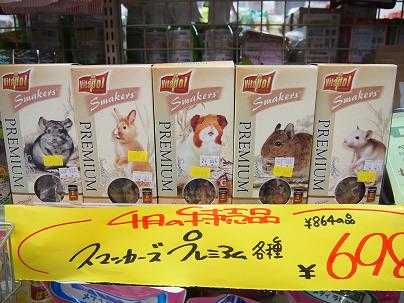 Vitapol
Smakers
PREMIUM
Vitapol
Smakers
PREMIUM
Vitapol
Smakers
PREMIUM
Vitapol
Smakers
PREMIUM
Vitapol
Smakers
PREMIUM
4月の特売品
¥864の品
スマッカーズ プレミアム 各種
¥698